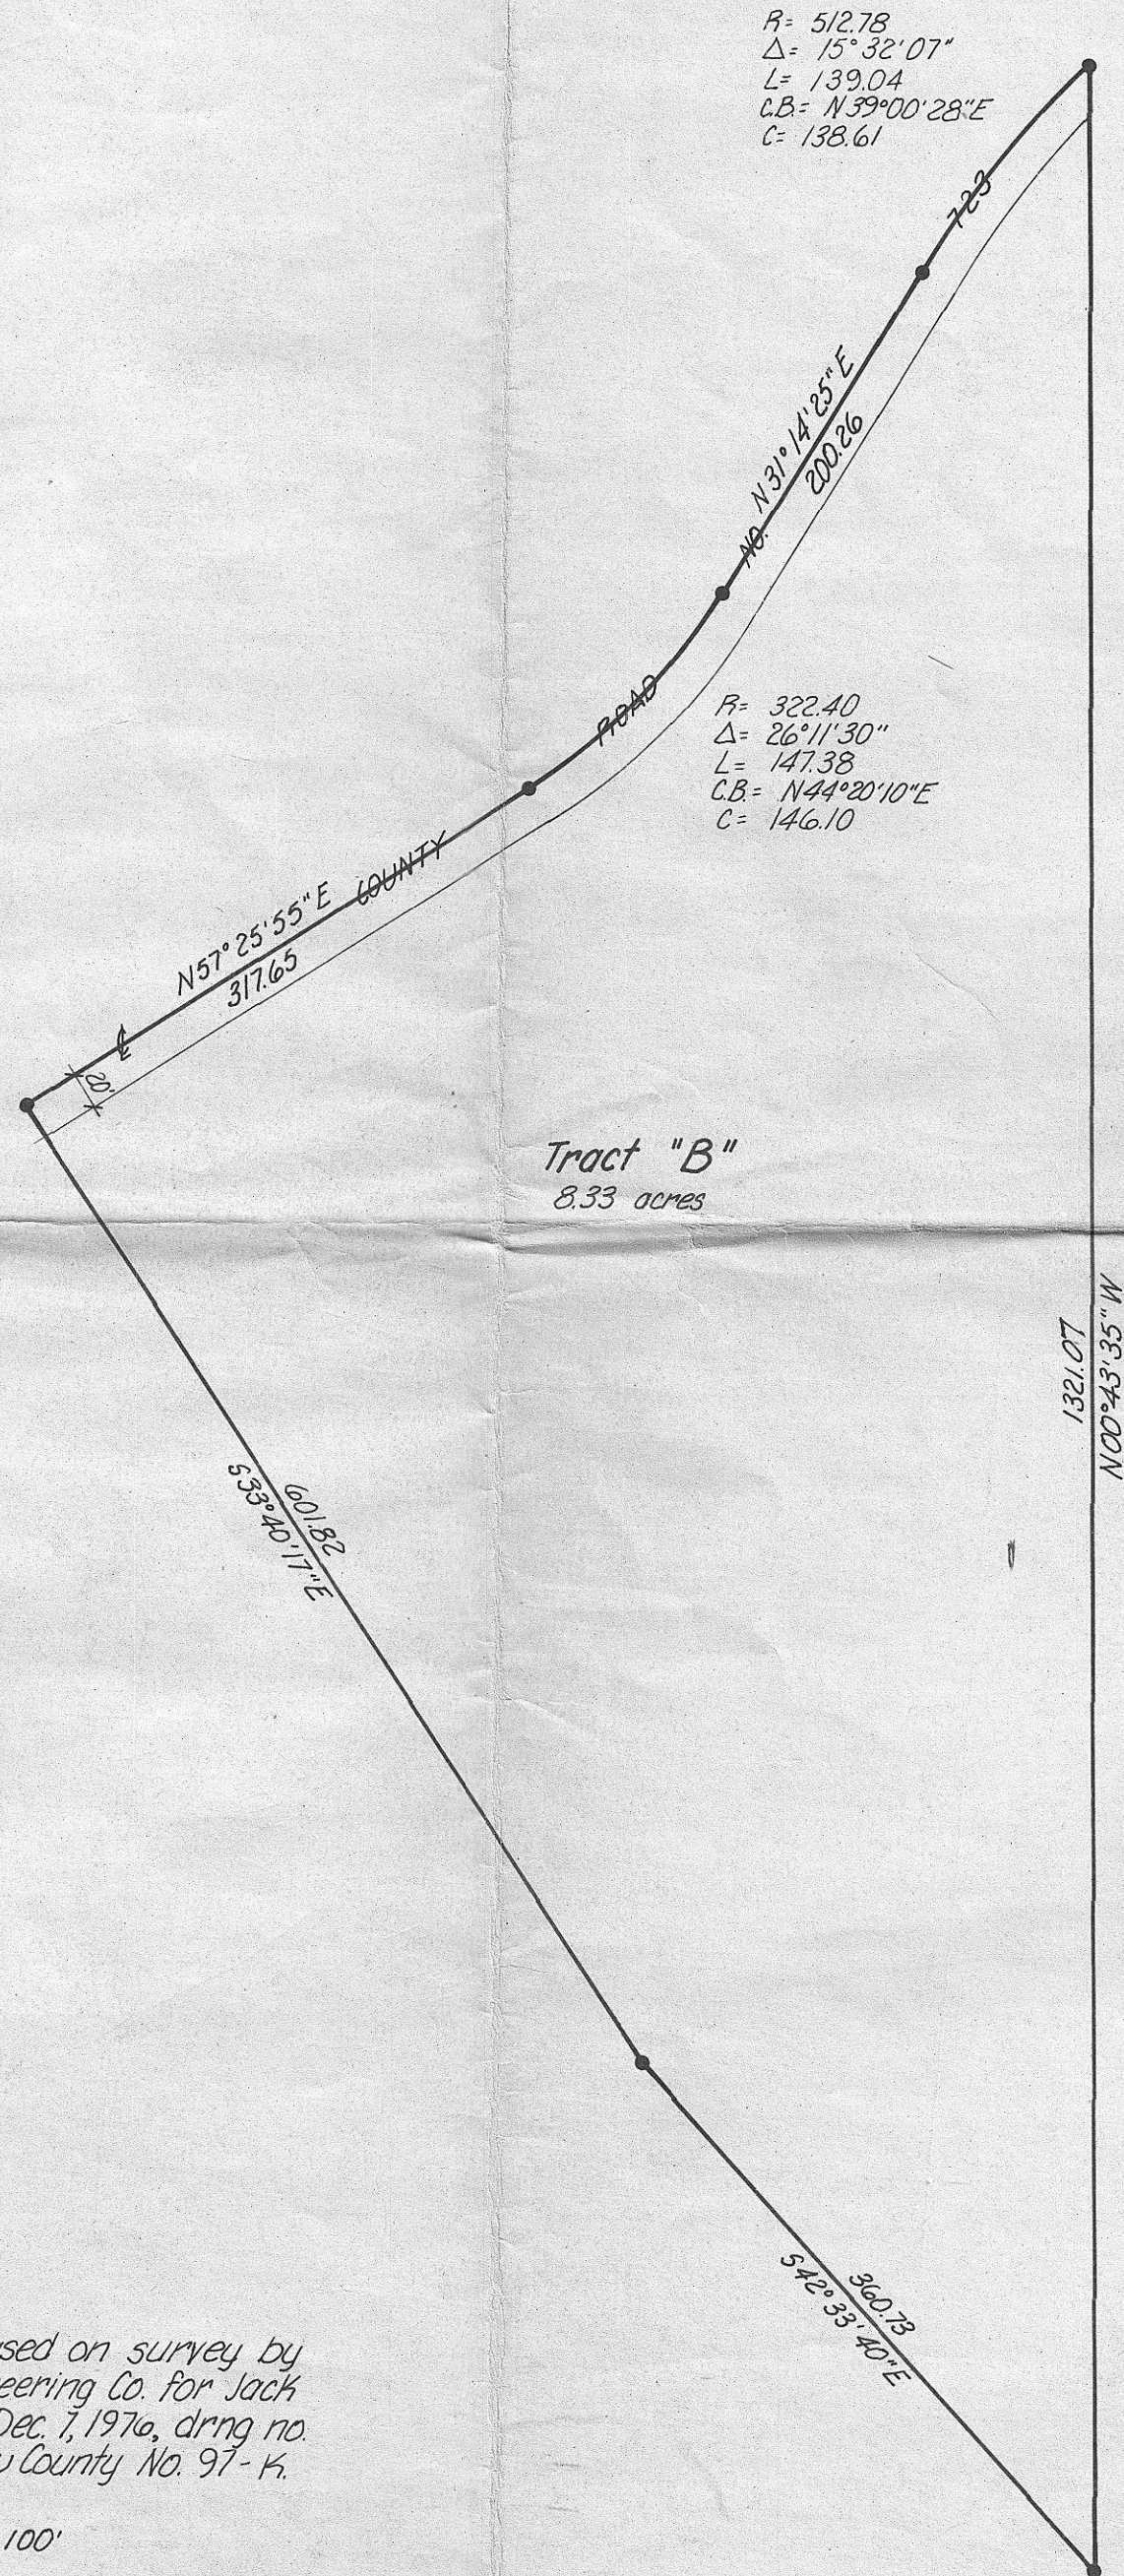 R= 512.78
Δ= 15°32'07"
L= 139.04
C.B.= N39°00'28"E
C= 138.61
723
N31°14'25"E
200.26
NO.
ROAD
R= 322.40
Δ= 26°11'30"
L= 147.38
C.B.= N44°20'10"E
C= 146.10
COUNTY
N57°25'55"E
317.65
℄
20'
Tract "B"
8.33 acres
1321.07
N00°43'35"W
601.82
S33°40'17"E
360.73
S42°33'40"E
sed on survey by
eering Co. for Jack
Dec. 7, 1976, drng no.
County No. 97-K.
100'